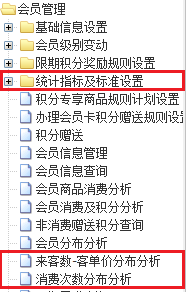 会员管理
基础信息设置
会员级别变动
限期积分奖励规则设置
统计指标及标准设置
积分专享商品规则计划设置
办理会员卡积分赠送规则设
积分赠送
会员信息管理
会员信息查询
会员商品消费分析
会员消费及积分分析
非消费赠送积分查询
会员分布分析
来客数-客单价分布分析
消费次数分布分析